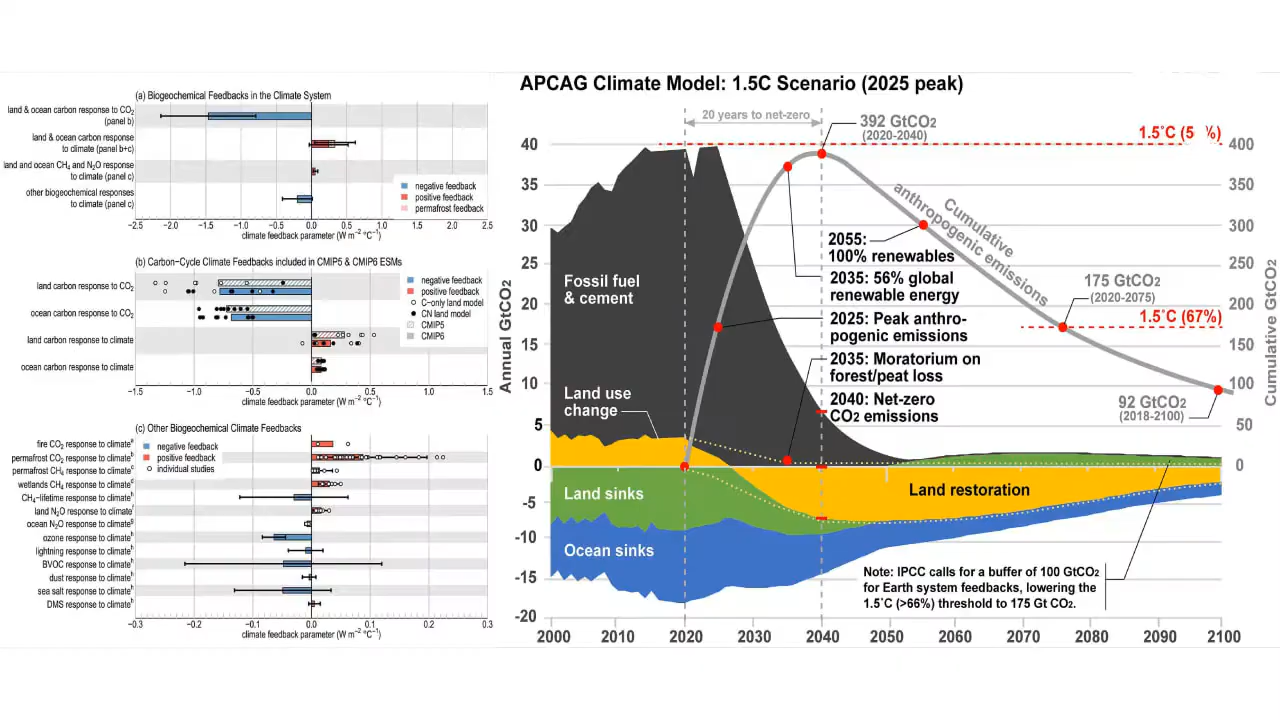 (a) Biogeochemical Feedbacks in the Climate System
land & ocean carbon response to CO₂
(panel b)
land & ocean carbon response
to climate (panel b+c)
land and ocean CH₄ and N₂O response
to climate (panel c)
other biogeochemical responses
to climate (panel c)
negative feedback
positive feedback
permafrost feedback
−2.5 −2.0 −1.5 −1.0 −0.5 0.0 0.5 1.0 1.5 2.0 2.5
climate feedback parameter (W m⁻² °C⁻¹)
(b) Carbon-Cycle Climate Feedbacks included in CMIP5 & CMIP6 ESMs
land carbon response to CO₂
ocean carbon response to CO₂
land carbon response to climate
ocean carbon response to climate
negative feedback
positive feedback
C-only land model
CN land model
CMIP5
CMIP6
−1.5 −1.0 −0.5 0.0 0.5 1.0 1.5
climate feedback parameter (W m⁻² °C⁻¹)
(c) Other Biogeochemical Climate Feedbacks
fire CO₂ response to climateᵃ
permafrost CO₂ response to climateᵇ
permafrost CH₄ response to climateᶜ
wetlands CH₄ response to climateᵈ
CH₄−lifetime response to climateʰ
land N₂O response to climate
ocean N₂O response to climateᵍ
ozone response to climateʰ
lightning response to climateʰ
BVOC response to climateʰ
dust response to climateʰ
sea salt response to climateʰ
DMS response to climateʰ
negative feedback
positive feedback
individual studies
−0.3 −0.2 −0.1 0.0 0.1 0.2 0.3
climate feedback parameter (W m⁻² °C⁻¹)
APCAG Climate Model: 1.5C Scenario (2025 peak)
20 years to net-zero
392 GtCO2
(2020-2040)
1.5˚C (5 %)
Annual GtCO2
40
35
30
25
20
15
10
5
0
-5
-10
-15
-20
Fossil fuel
& cement
Land use
change
Land sinks
Ocean sinks
Cumulative
anthropogenic emissions
2055:
100% renewables
2035: 56% global
renewable energy
2025: Peak anthro-
pogenic emissions
2035: Moratorium on
forest/peat loss
2040: Net-zero
CO2 emissions
175 GtCO2
(2020-2075)
1.5˚C (67%)
92 GtCO2
(2018-2100)
Land restoration
Note: IPCC calls for a buffer of 100 GtCO2
for Earth system feedbacks, lowering the
1.5˚C (>66%) threshold to 175 Gt CO2.
400
350
300
250
200
150
100
50
0
Cumulative GtCO2
2000 2010 2020 2030 2040 2050 2060 2070 2080 2090 2100